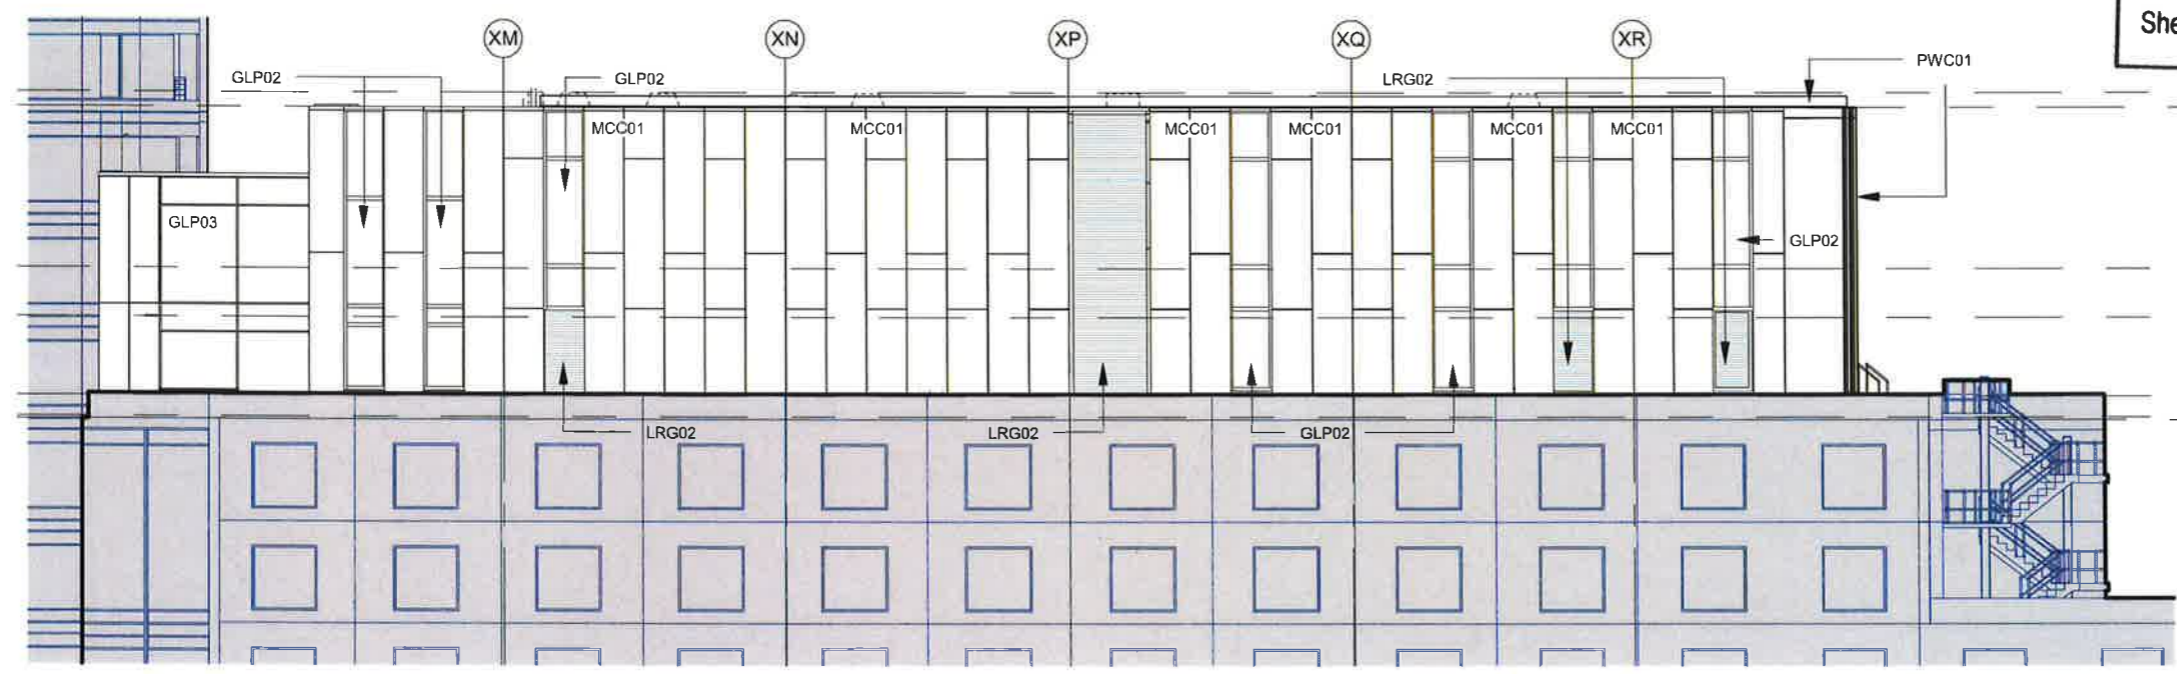 She
XM
XN
XP
XQ
XR
GLP02
GLP02
LRG02
PWC01
MCC01
MCC01
MCC01
MCC01
MCC01
MCC01
GLP03
GLP02
LRG02
LRG02
GLP02